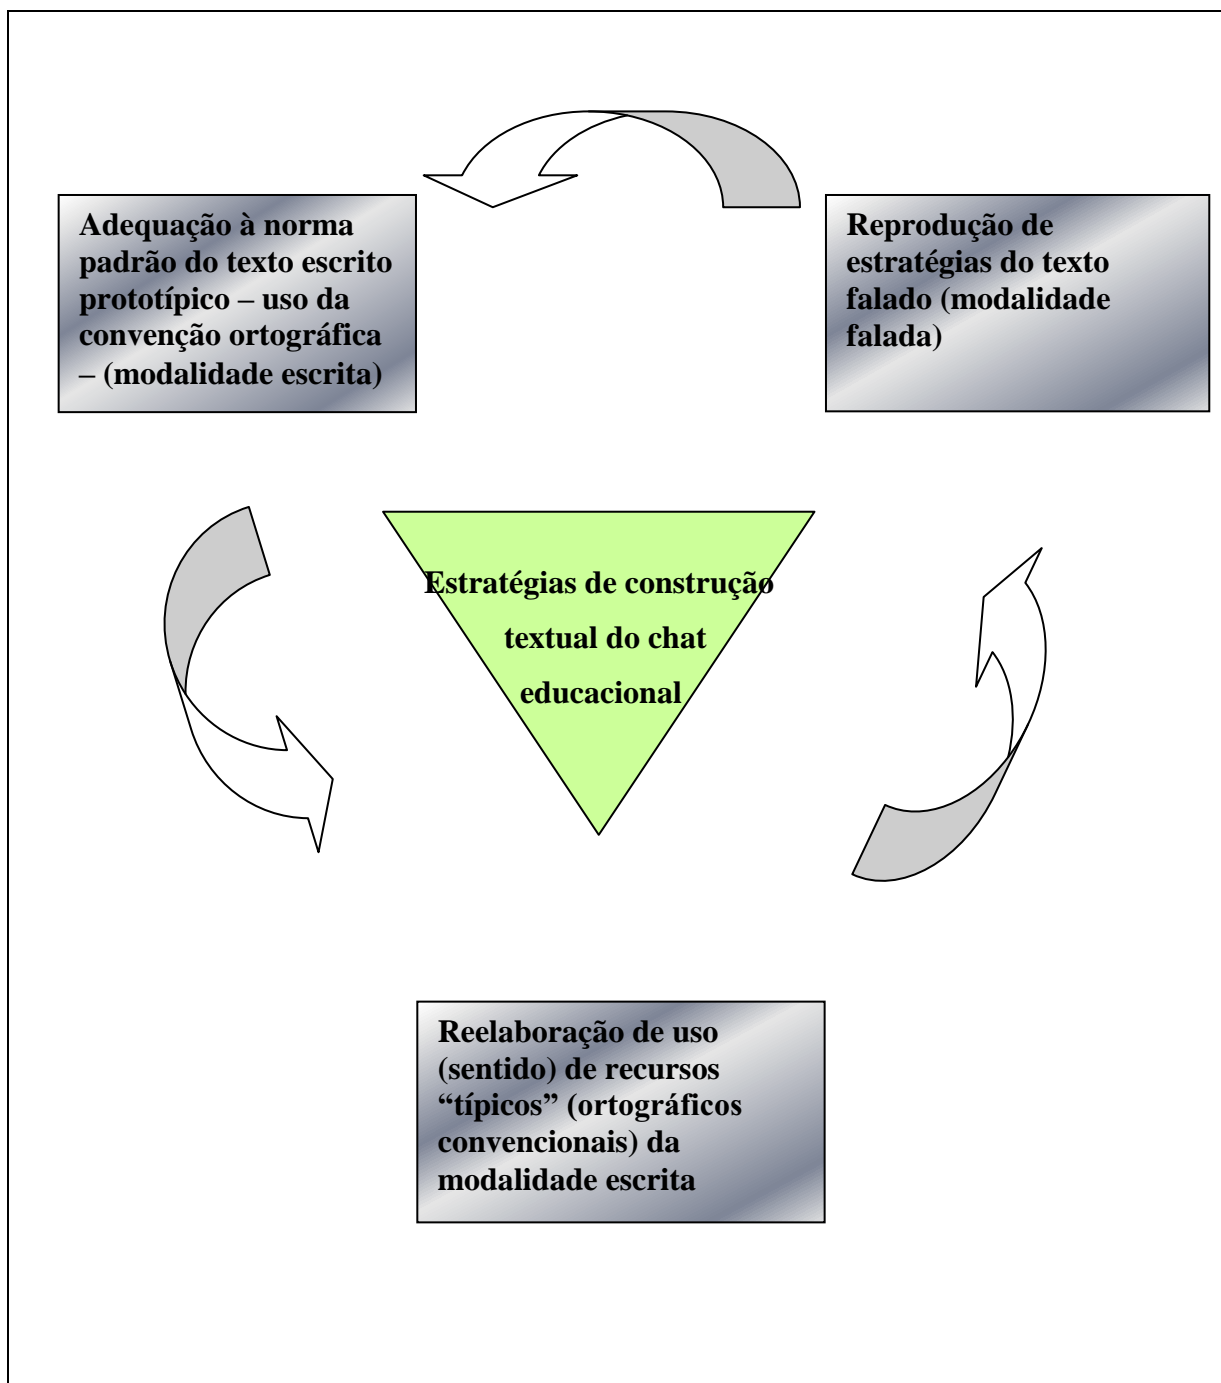 Adequação à norma
padrão do texto escrito
prototípico – uso da
convenção ortográfica
– (modalidade escrita)
Reprodução de
estratégias do texto
falado (modalidade
falada)
Estratégias de construção
textual do chat
educacional
Reelaboração de uso
(sentido) de recursos
“típicos” (ortográficos
convencionais) da
modalidade escrita